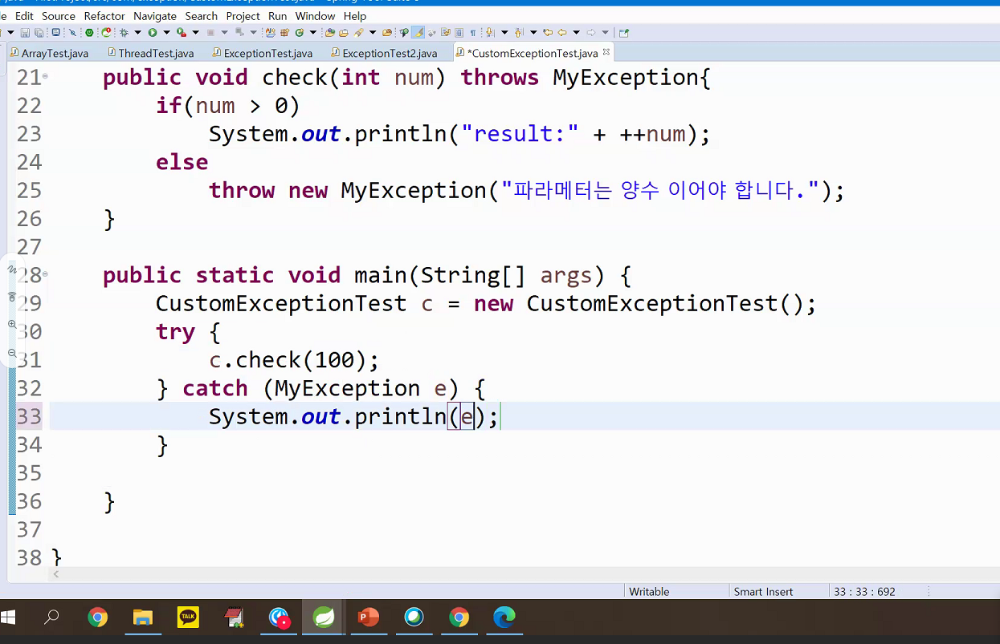 Edit Source Refactor Navigate Search Project Run Window Help
ArrayTest.java ThreadTest.java ExceptionTest.java ExceptionTest2.java *CustomExceptionTest.java
21 public void check(int num) throws MyException{
22 if(num > 0)
23 System.out.println("result:" + ++num);
24 else
25 throw new MyException("파라메터는 양수 이어야 합니다.");
26 }
27
28 public static void main(String[] args) {
29 CustomExceptionTest c = new CustomExceptionTest();
30 try {
31 c.check(100);
32 } catch (MyException e) {
33 System.out.println(e);
34 }
35
36 }
37
38 }
Writable Smart Insert 33 : 33 : 692
TALK